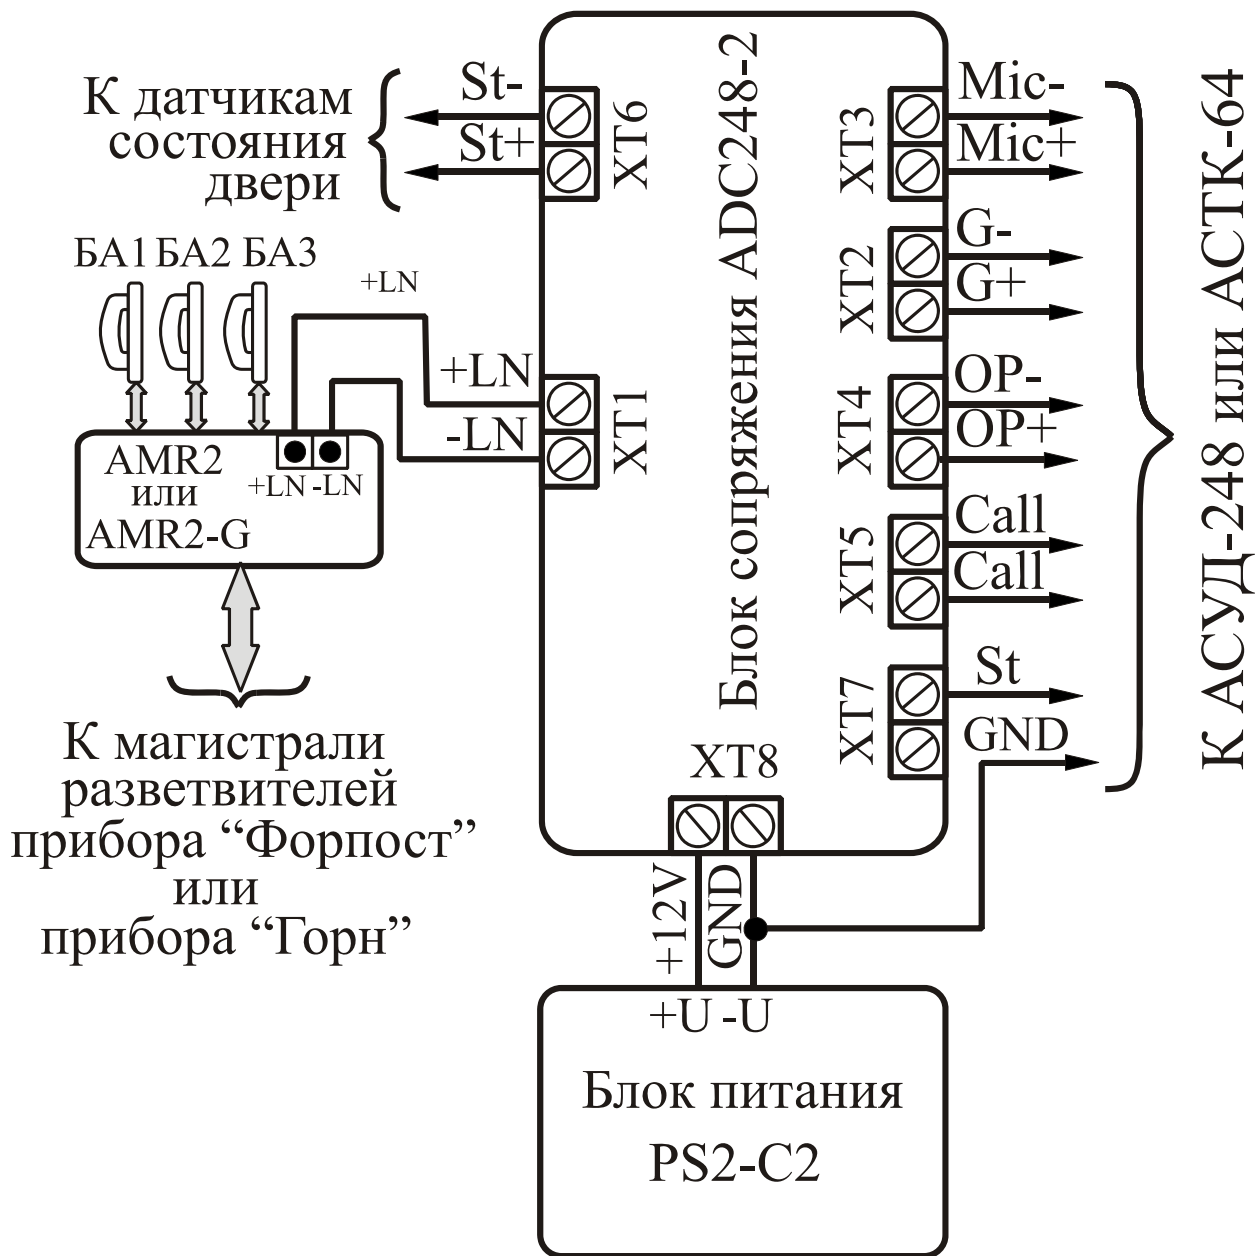 К датчикам
состояния
двери
St-
St+
XT6
Блок сопряжения ADC248-2
XT3
Mic-
Mic+
XT2
G-
G+
БА1 БА2 БА3
+LN
+LN
-LN
XT1
XT4
OP-
OP+
AMR2
или
AMR2-G
+LN -LN
XT5
Call
Call
XT7
St
GND
К АСУД-248 или АСТК-64
К магистрали
разветвителей
прибора “Форпост”
или
прибора “Горн”
XT8
+12V
GND
+U -U
Блок питания
PS2-C2